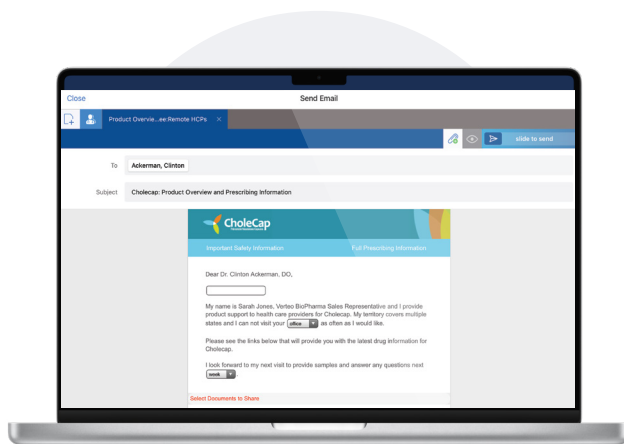 Close
Send Email
Product Overvie...ee:Remote HCPs ×
slide to send
To
Ackerman, Clinton
Subject
Cholecap: Product Overview and Prescribing Information
CholeCap
Important Safety Information
Full Prescribing Information
Dear Dr. Clinton Ackerman, DO,
My name is Sarah Jones, Verteo BioPharma Sales Representative and I provide
product support to health care providers for Cholecap. My territory covers multiple
states and I can not visit your office as often as I would like.
Please see the links below that will provide you with the latest drug information for
Cholecap.
I look forward to my next visit to provide samples and answer any questions next
week .
Select Documents to Share